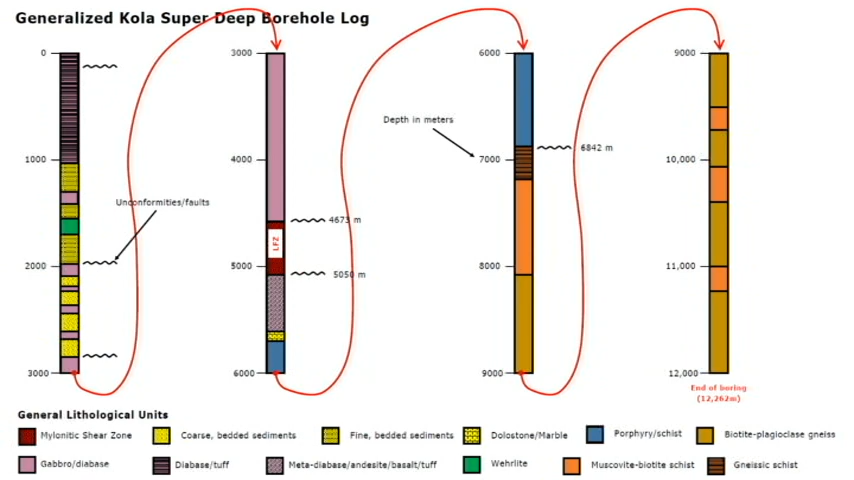 Generalized Kola Super Deep Borehole Log
0
1000
2000
3000
Unconformities/faults
3000
4000
4673 m
LFZ
5000
5050 m
6000
Depth in meters
6000
6842 m
7000
8000
9000
9000
10,000
11,000
12,000
End of boring
(12,262m)
General Lithological Units
Mylonitic Shear Zone
Coarse, bedded sediments
Fine, bedded sediments
Dolostone/Marble
Porphyry/schist
Biotite-plagioclase gneiss
Gabbro/diabase
Diabase/tuff
Meta-diabase/andesite/basalt/tuff
Wehrlite
Muscovite-biotite schist
Gneissic schist